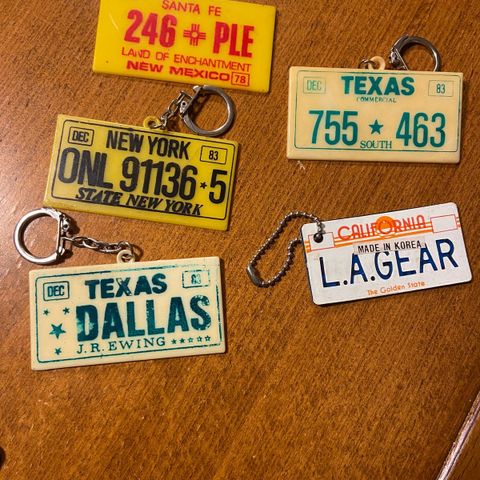 SANTA FE
246 PLE
LAND OF ENCHANTMENT
NEW MEXICO 78
DEC TEXAS 83
COMMERCIAL
755 ★ 463
SOUTH
DEC NEW YORK 83
ONL 91136★5
STATE NEW YORK
CALIFORNIA
MADE IN KOREA
L.A.GEAR
The Golden State
DEC TEXAS 83
DALLAS
J.R. EWING